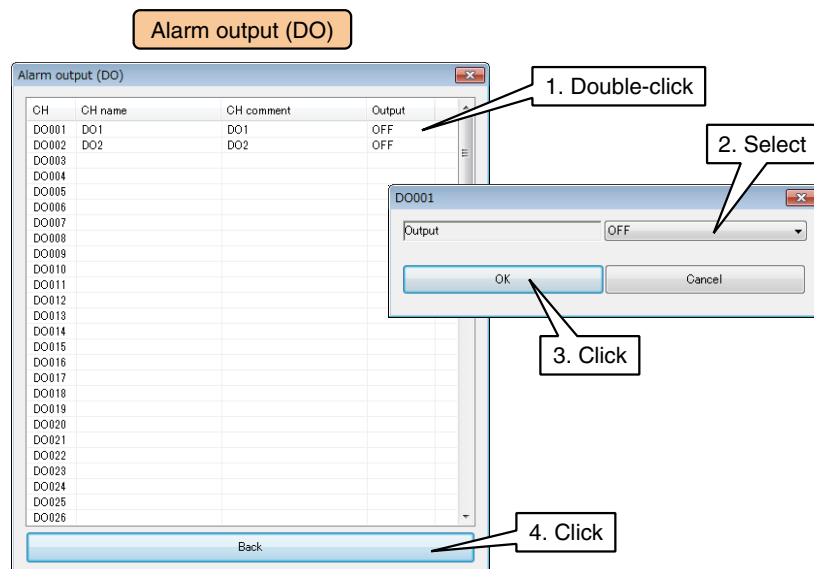 Alarm output (DO)
Alarm output (DO)
1. Double-click
CH CH name CH comment Output
DO001 DO1 DO1 OFF
DO002 DO2 DO2 OFF
2. Select
DO003
DO004
DO005
DO006
DO007
DO008
DO009
DO010
DO011
DO012
DO013
DO014
DO015
DO016
DO017
DO018
DO019
DO020
DO021
DO022
DO023
DO024
DO025
DO026
DO001
Output OFF
OK Cancel
3. Click
Back
4. Click